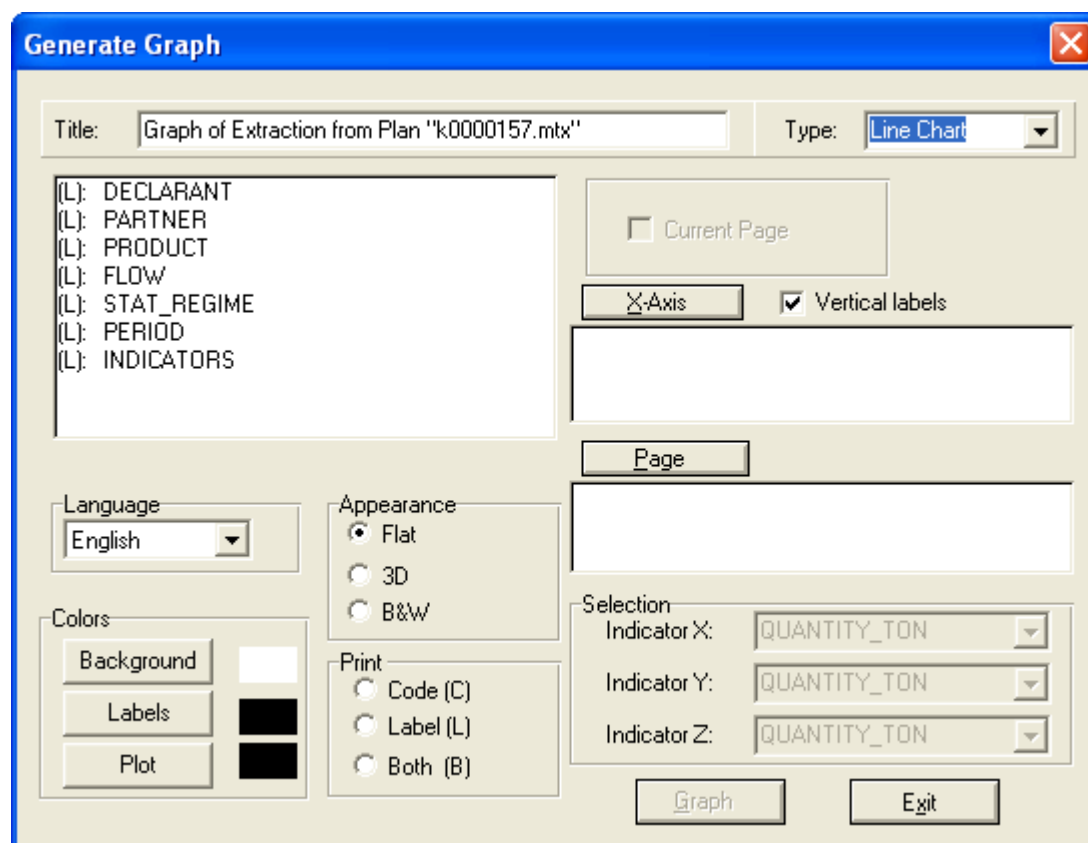 Generate Graph
Title: Graph of Extraction from Plan "k0000157.mtx" Type: Line Chart
(L): DECLARANT
(L): PARTNER
(L): PRODUCT
(L): FLOW
(L): STAT_REGIME
(L): PERIOD
(L): INDICATORS
Current Page
X-Axis Vertical labels
Page
Language
English
Appearance
Flat
3D
B&W
Colors
Background
Labels
Plot
Print
Code (C)
Label (L)
Both (B)
Selection
Indicator X: QUANTITY_TON
Indicator Y: QUANTITY_TON
Indicator Z: QUANTITY_TON
Graph Exit